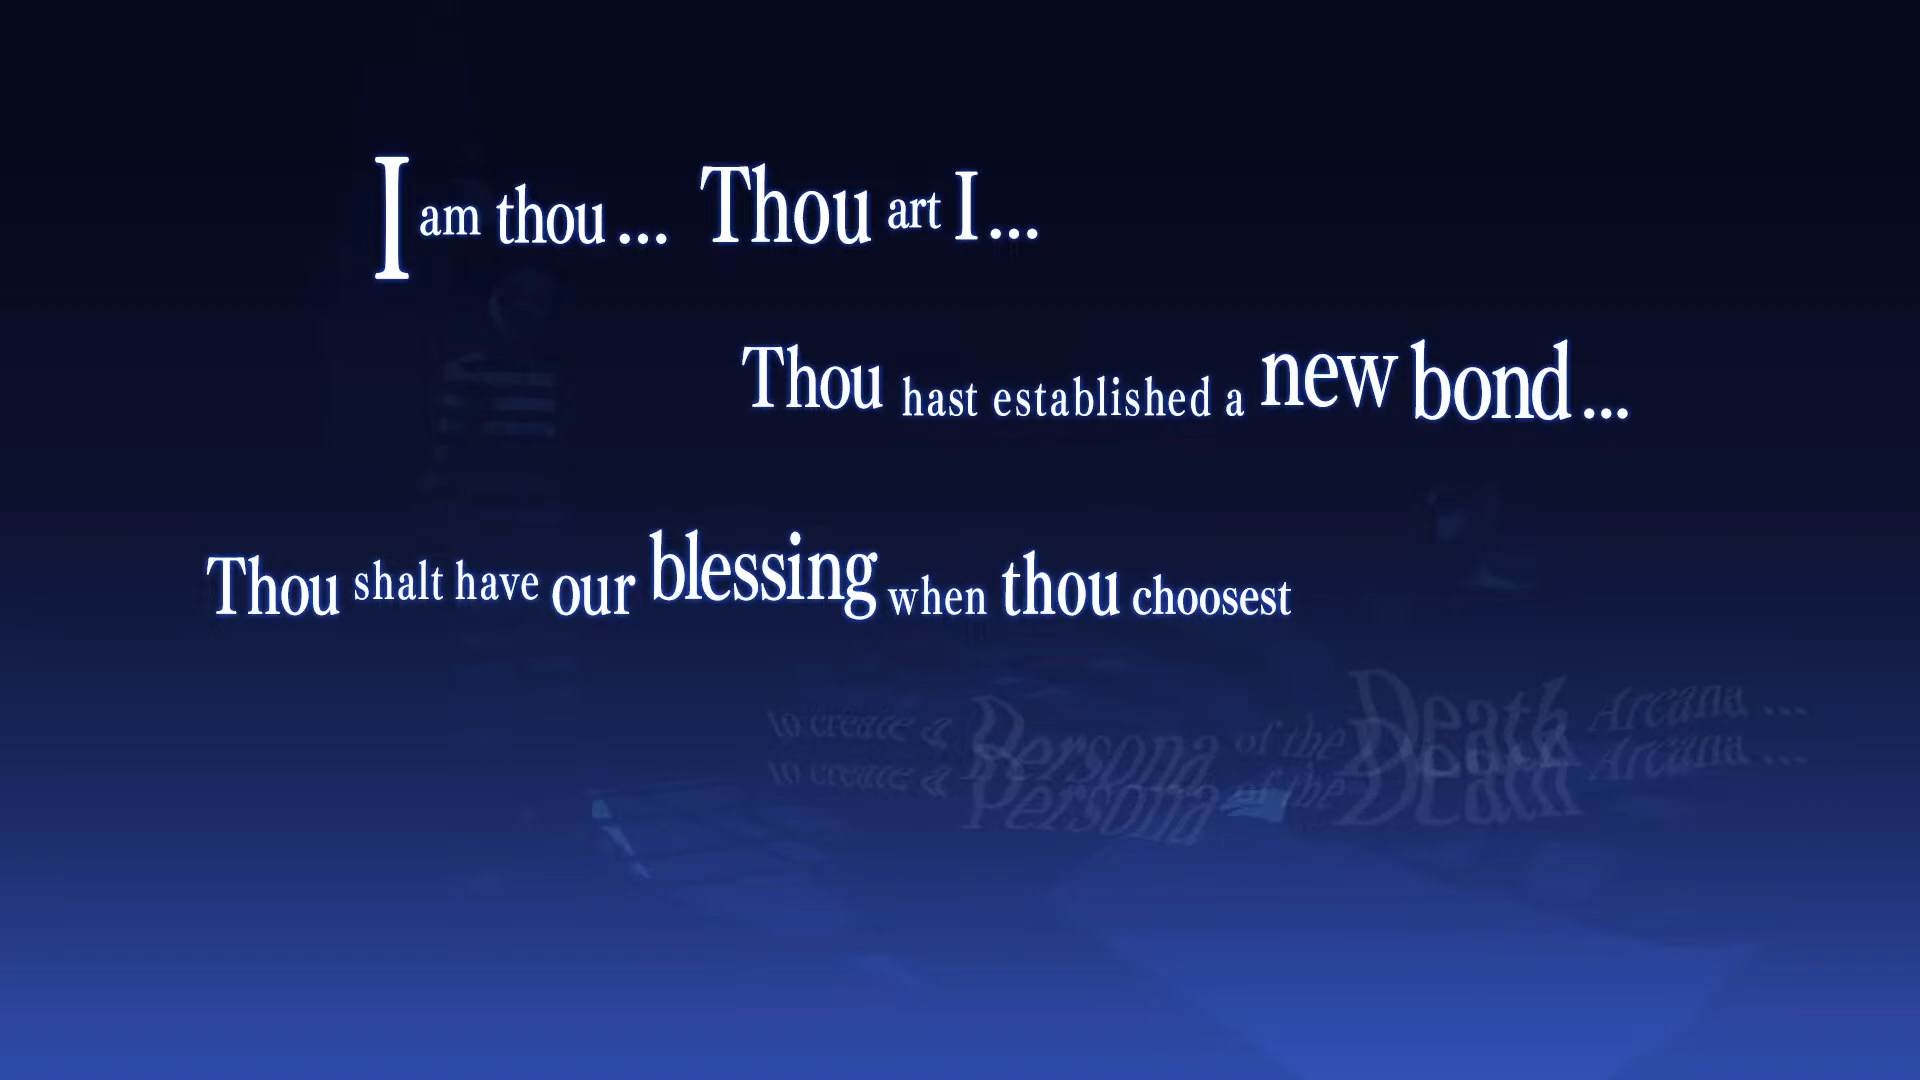 I am thou... Thou art I...
Thou hast established a new bond...
Thou shalt have our blessing when thou choosest
to create a Persona of the Death Arcana...